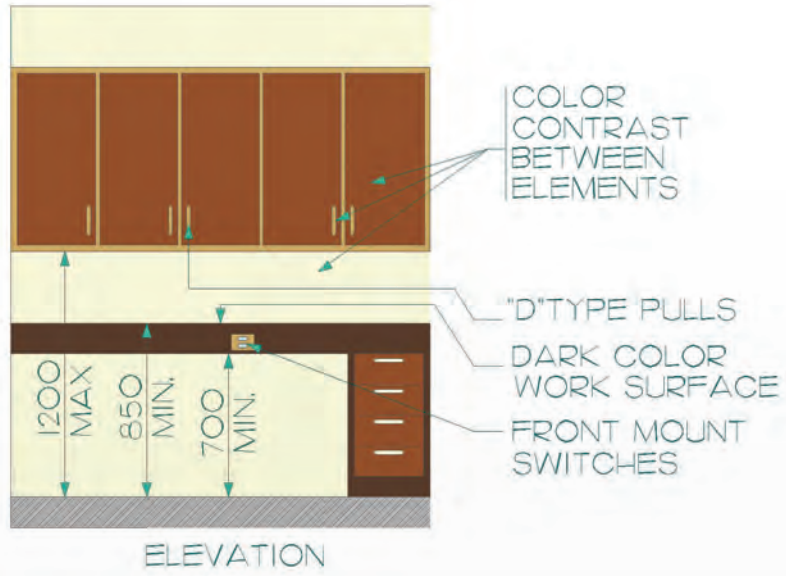 COLOR
CONTRAST
BETWEEN
ELEMENTS
"D"TYPE PULLS
DARK COLOR
WORK SURFACE
FRONT MOUNT
SWITCHES
1200
MAX
850
MIN.
700
MIN.
ELEVATION